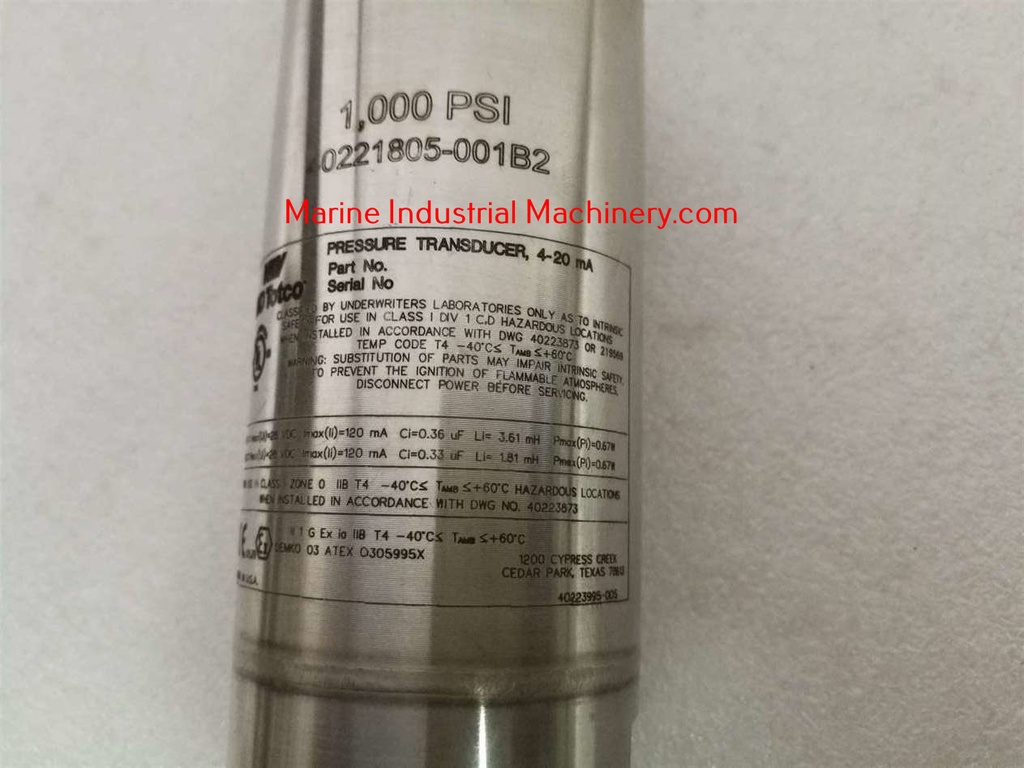 1,000 PSI
40221805-001B2
Marine Industrial Machinery.com
PRESSURE TRANSDUCER, 4-20 mA
Part No.
Serial No
Totco
BY UNDERWRITERS LABORATORIES ONLY AS TO INTRINSIC
FOR USE IN CLASS I DIV 1 C,D HAZARDOUS LOCATIONS
WHEN INSTALLED IN ACCORDANCE WITH DWG 40223873 OR
TEMP CODE T4 -40°C≤ TAMB ≤+60°C
WARNING: SUBSTITUTION OF PARTS MAY IMPAIR INTRINSIC SAFETY,
TO PREVENT THE IGNITION OF FLAMMABLE ATMOSPHERES,
DISCONNECT POWER BEFORE SERVICING.
VDC Imax(Ii)=120 mA Ci=0.36 uF Li= 3.61 mH Pmax(Pi)=0.67W
VDC Imax(Ii)=120 mA Ci=0.33 uF Li= 1.81 mH Pmax(Pi)=0.67W
IN CLASS I ZONE 0 IIB T4 -40°C≤ TAMB ≤+60°C HAZARDOUS LOCATIONS
WHEN INSTALLED IN ACCORDANCE WITH DWG NO. 40223873
1 G Ex ia IIB T4 -40°C≤ TAMB ≤+60°C
DEMKO 03 ATEX 0305995X
1200 CYPRESS CREEK
CEDAR PARK, TEXAS
40223995-005
U.S.A.